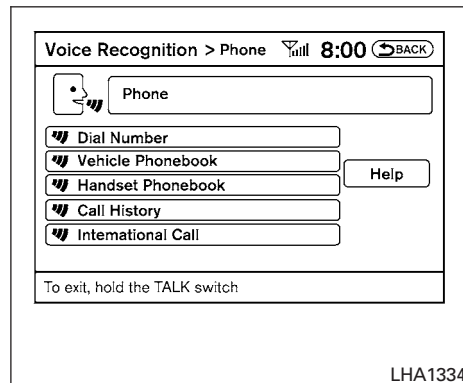 Voice Recognition > Phone 8:00 BACK
Phone
Dial Number
Vehicle Phonebook
Help
Handset Phonebook
Call History
International Call
To exit, hold the TALK switch
LHA1334